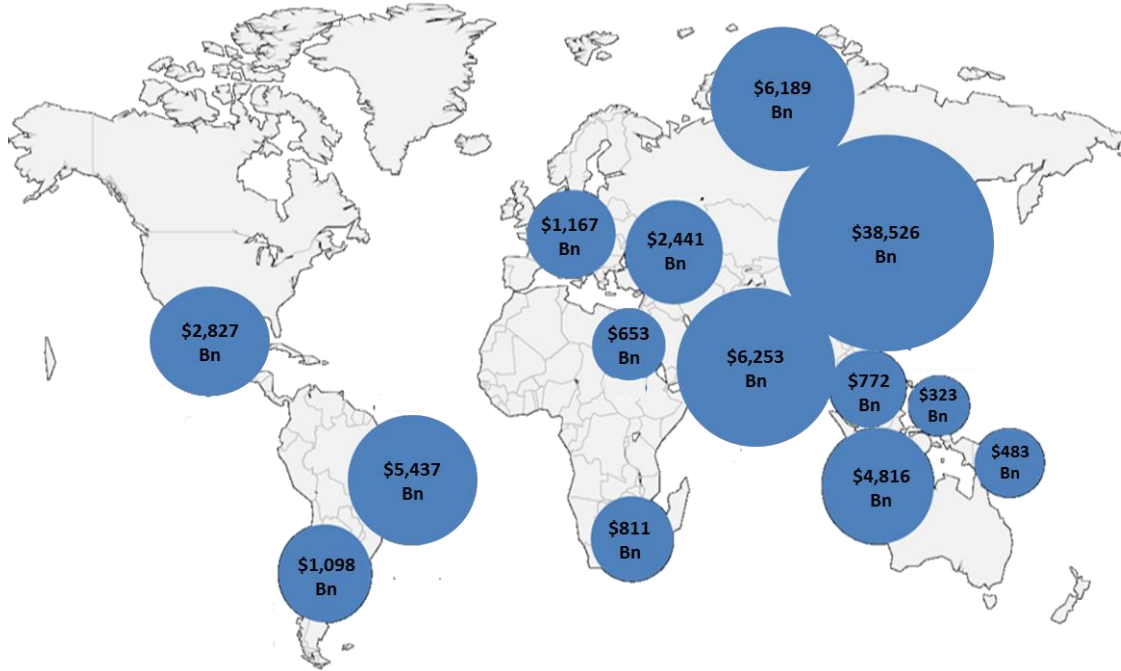 $6,189
Bn
$1,167
Bn
$2,441
Bn
$38,526
Bn
$2,827
Bn
$653
Bn
$6,253
Bn
$772
Bn
$323
Bn
$5,437
Bn
$4,816
Bn
$483
Bn
$811
Bn
$1,098
Bn